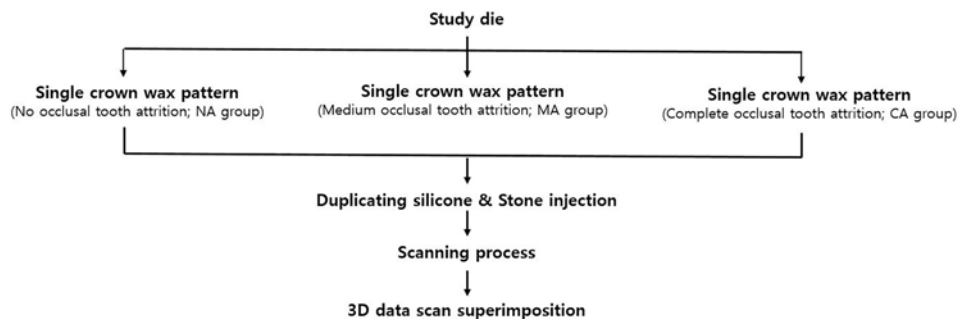 Study die
Single crown wax pattern
(No occlusal tooth attrition; NA group)
Single crown wax pattern
(Medium occlusal tooth attrition; MA group)
Single crown wax pattern
(Complete occlusal tooth attrition; CA group)
Duplicating silicone & Stone injection
Scanning process
3D data scan superimposition